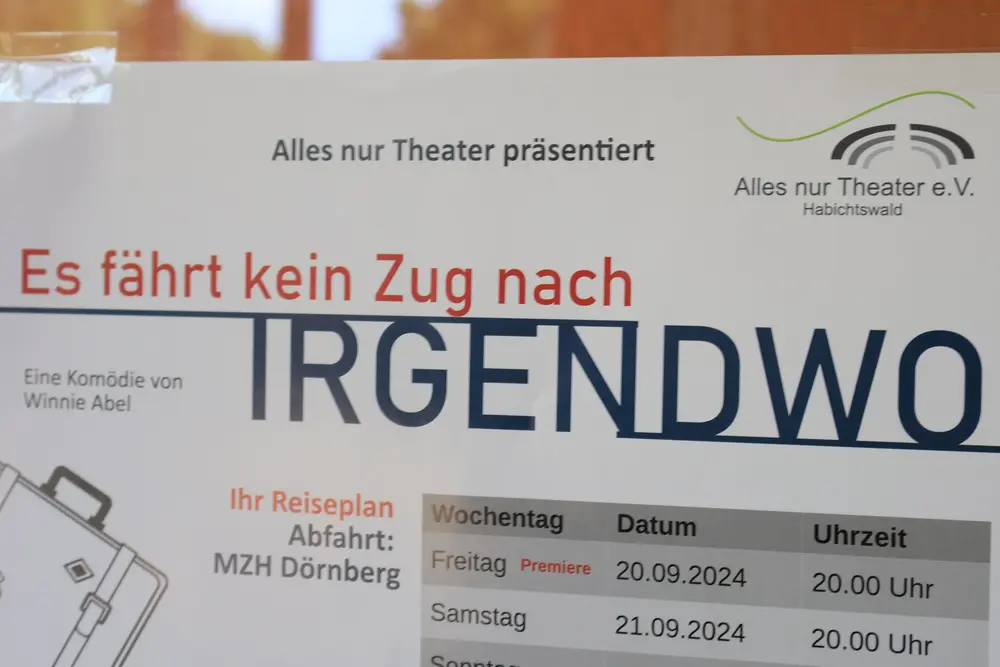 Alles nur Theater präsentiert
Alles nur Theater e.V.
Habichtswald
Es fährt kein Zug nach
IRGENDWO
Eine Komödie von
Winnie Abel
Ihr Reiseplan
Abfahrt:
MZH Dörnberg
Wochentag Datum Uhrzeit
Freitag Premiere 20.09.2024 20.00 Uhr
Samstag 21.09.2024 20.00 Uhr
Sonntag